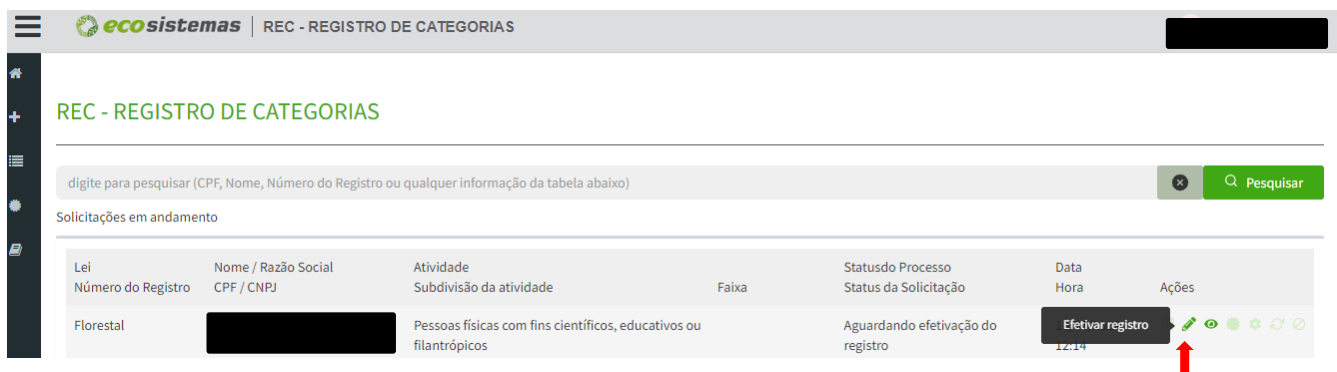 ecosistemas | REC - REGISTRO DE CATEGORIAS
REC - REGISTRO DE CATEGORIAS
digite para pesquisar (CPF, Nome, Número do Registro ou qualquer informação da tabela abaixo)
Pesquisar
Solicitações em andamento
Lei Nome / Razão Social Atividade Statusdo Processo Data
Número do Registro CPF / CNPJ Subdivisão da atividade Faixa Status da Solicitação Hora Ações
Florestal Pessoas físicas com fins científicos, educativos ou Aguardando efetivação do Efetivar registro
filantrópicos registro 12:14